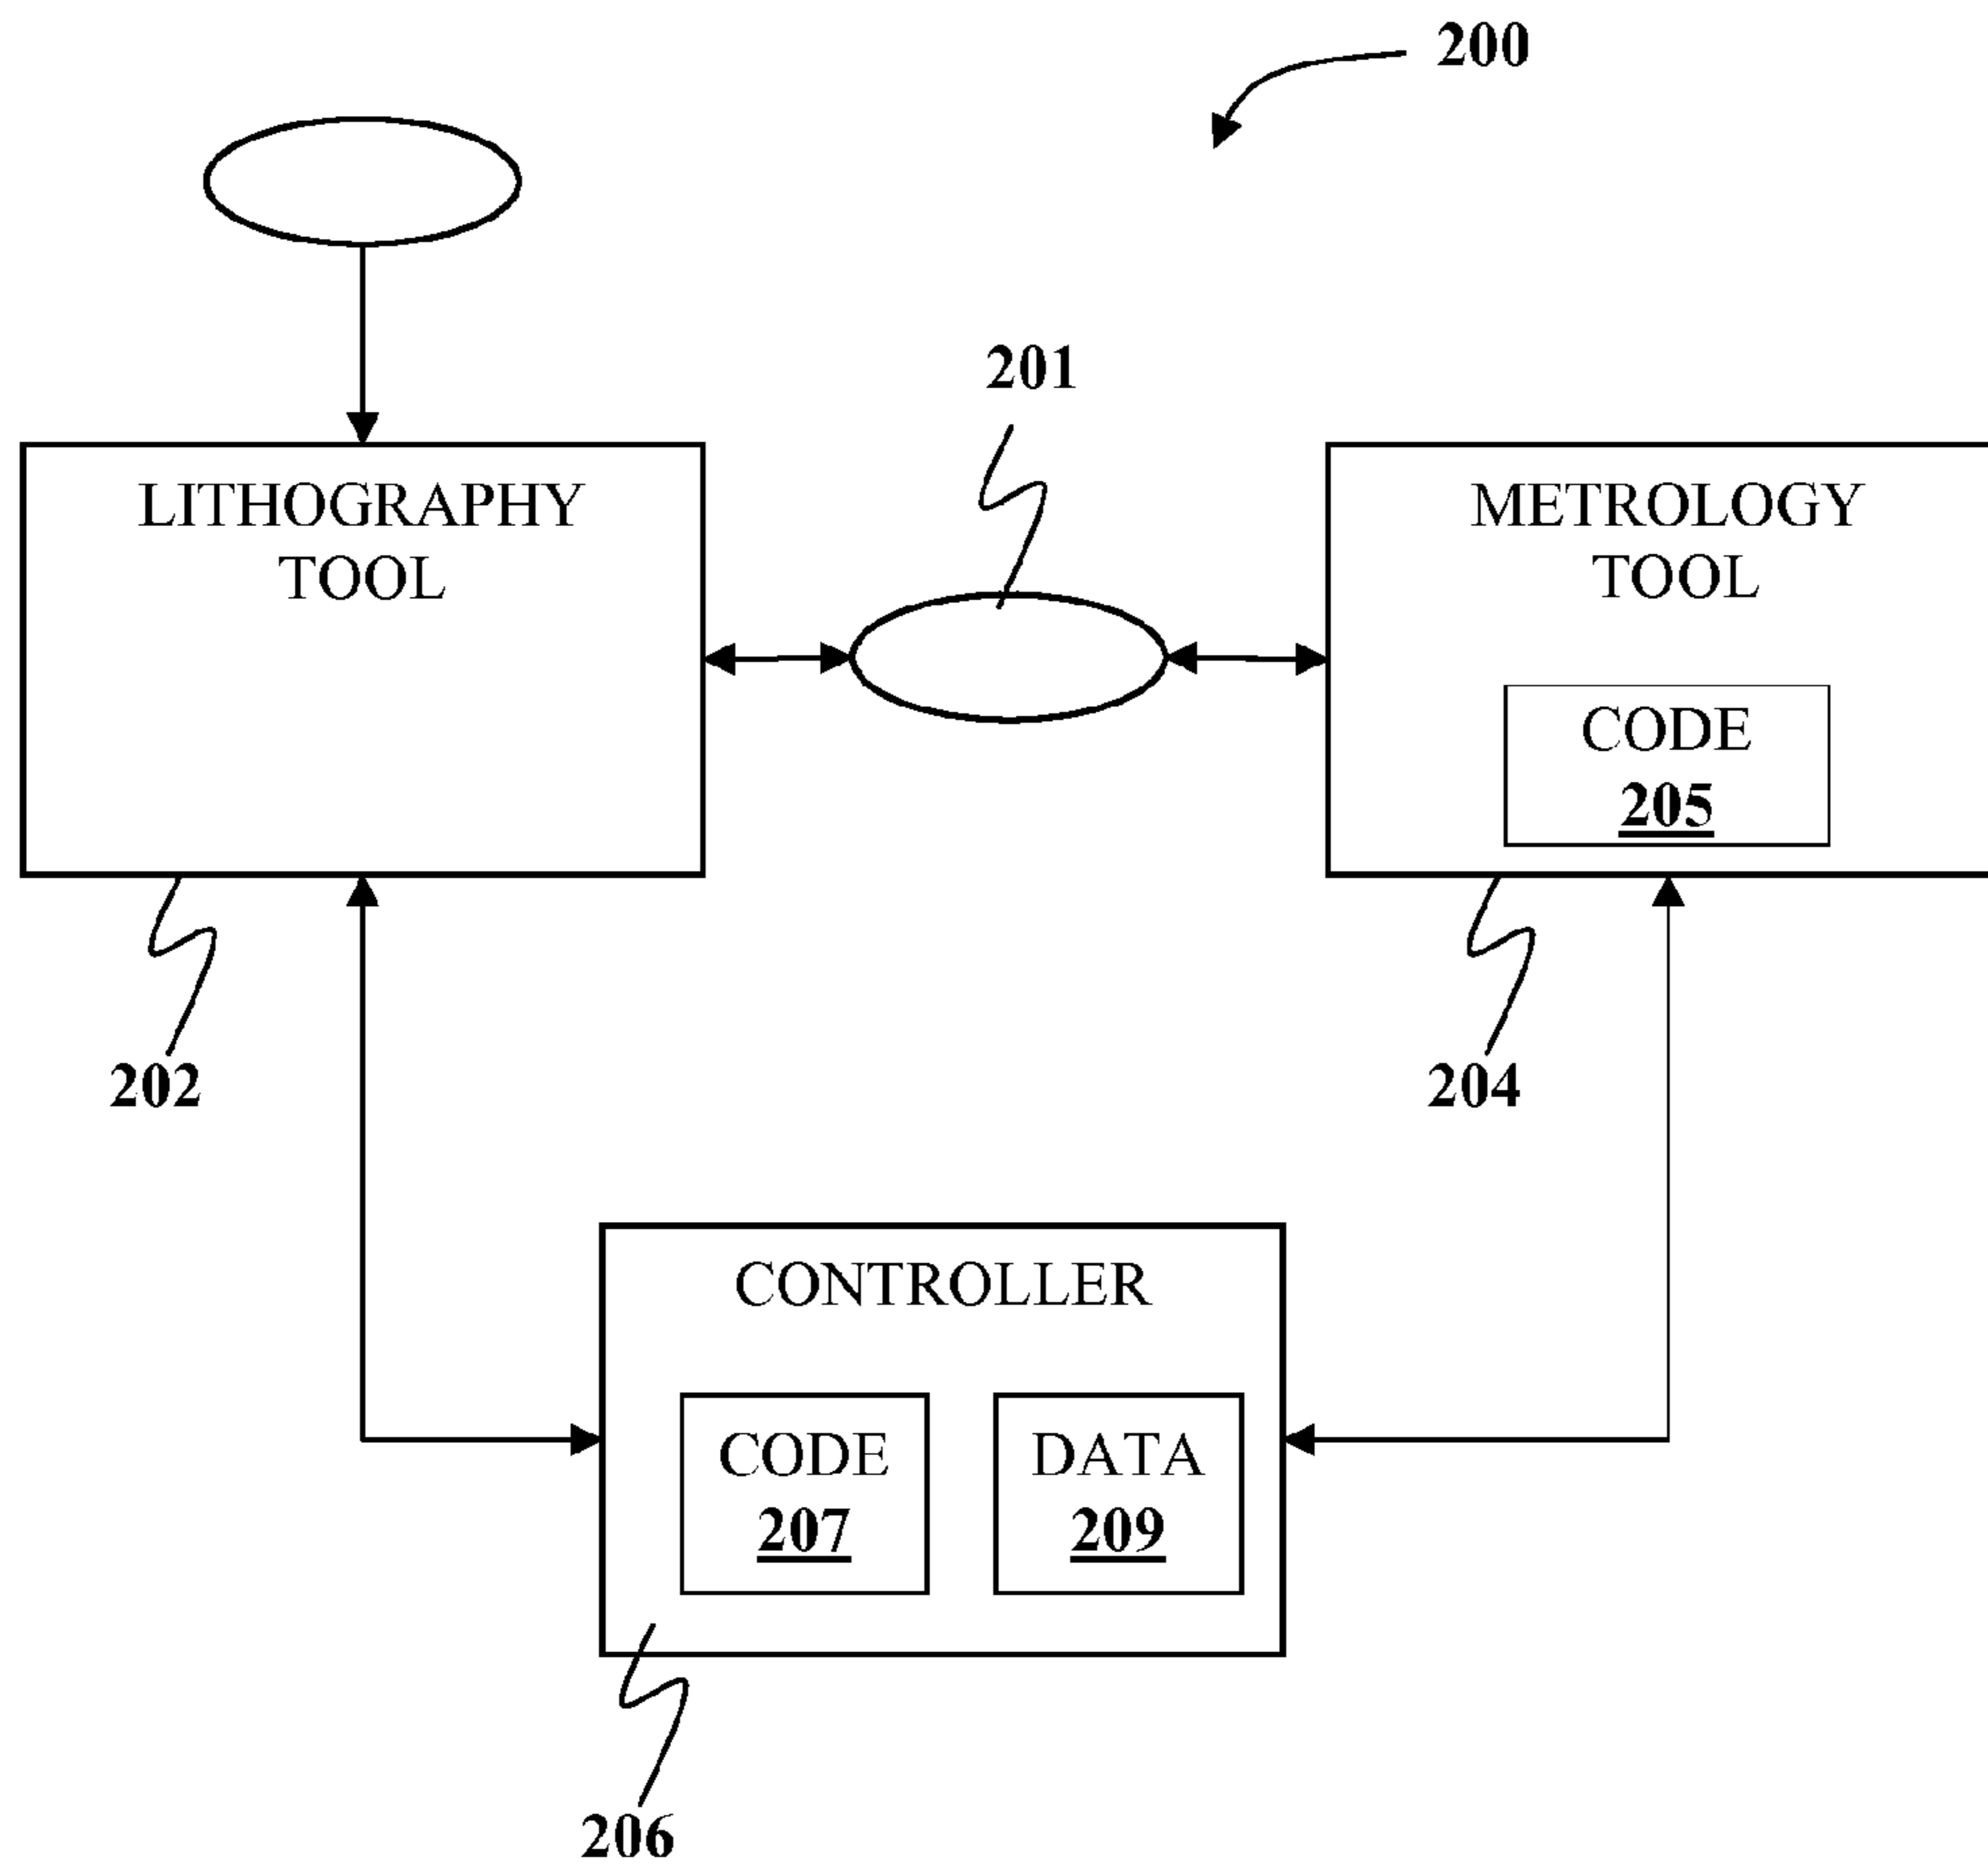 200
201
LITHOGRAPHY
TOOL
METROLOGY
TOOL
CODE
205
202
204
CONTROLLER
CODE
207
DATA
209
206